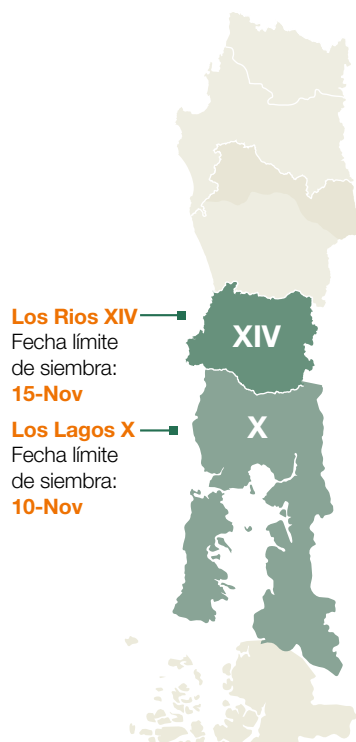 Los Rios XIV
Fecha límite
de siembra:
15-Nov
Los Lagos X
Fecha límite
de siembra:
10-Nov
XIV
X